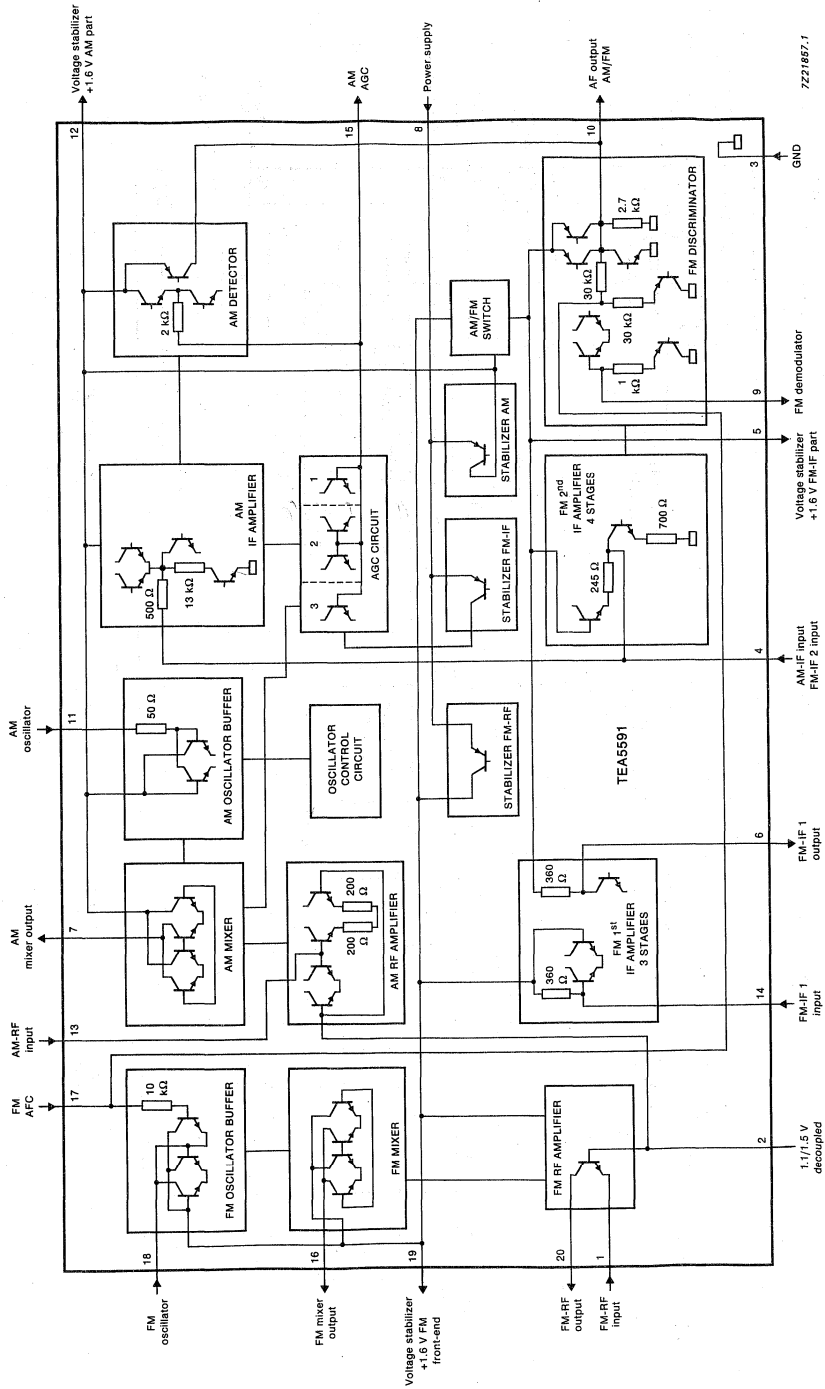 Voltage stabilizer
+1.6 V AM part
12
AM
AGC
15
Power supply
8
AF output
AM/FM
10
7Z21857.1
GND
3
AM DETECTOR
2 kΩ
AM
IF AMPLIFIER
500 Ω
13 kΩ
AGC CIRCUIT
1
2
3
AM/FM
SWITCH
STABILIZER AM
STABILIZER FM-IF
STABILIZER FM-RF
FM DISCRIMINATOR
2.7
kΩ
30 kΩ
30 kΩ
1
kΩ
9
FM demodulator
5
Voltage stabilizer
+1.6 V FM-IF part
FM 2nd
IF AMPLIFIER
4 STAGES
700 Ω
245 Ω
4
AM-IF input
FM-IF 2 input
AM
oscillator
11
50 Ω
AM OSCILLATOR BUFFER
OSCILLATOR
CONTROL
CIRCUIT
TEA5591
AM
mixer output
7
AM MIXER
AM RF AMPLIFIER
200
Ω
200
Ω
6
FM-IF 1
output
360
Ω
360
Ω
FM 1st
IF AMPLIFIER
3 STAGES
14
FM-IF 1
input
AM-RF
input
13
FM
AFC
17
10
kΩ
FM OSCILLATOR BUFFER
FM MIXER
FM RF AMPLIFIER
2
1.1/1.5 V
decoupled
18
FM
oscillator
16
FM mixer
output
19
Voltage stabilizer
+1.6 V FM
front-end
20
FM-RF
output
1
FM-RF
input